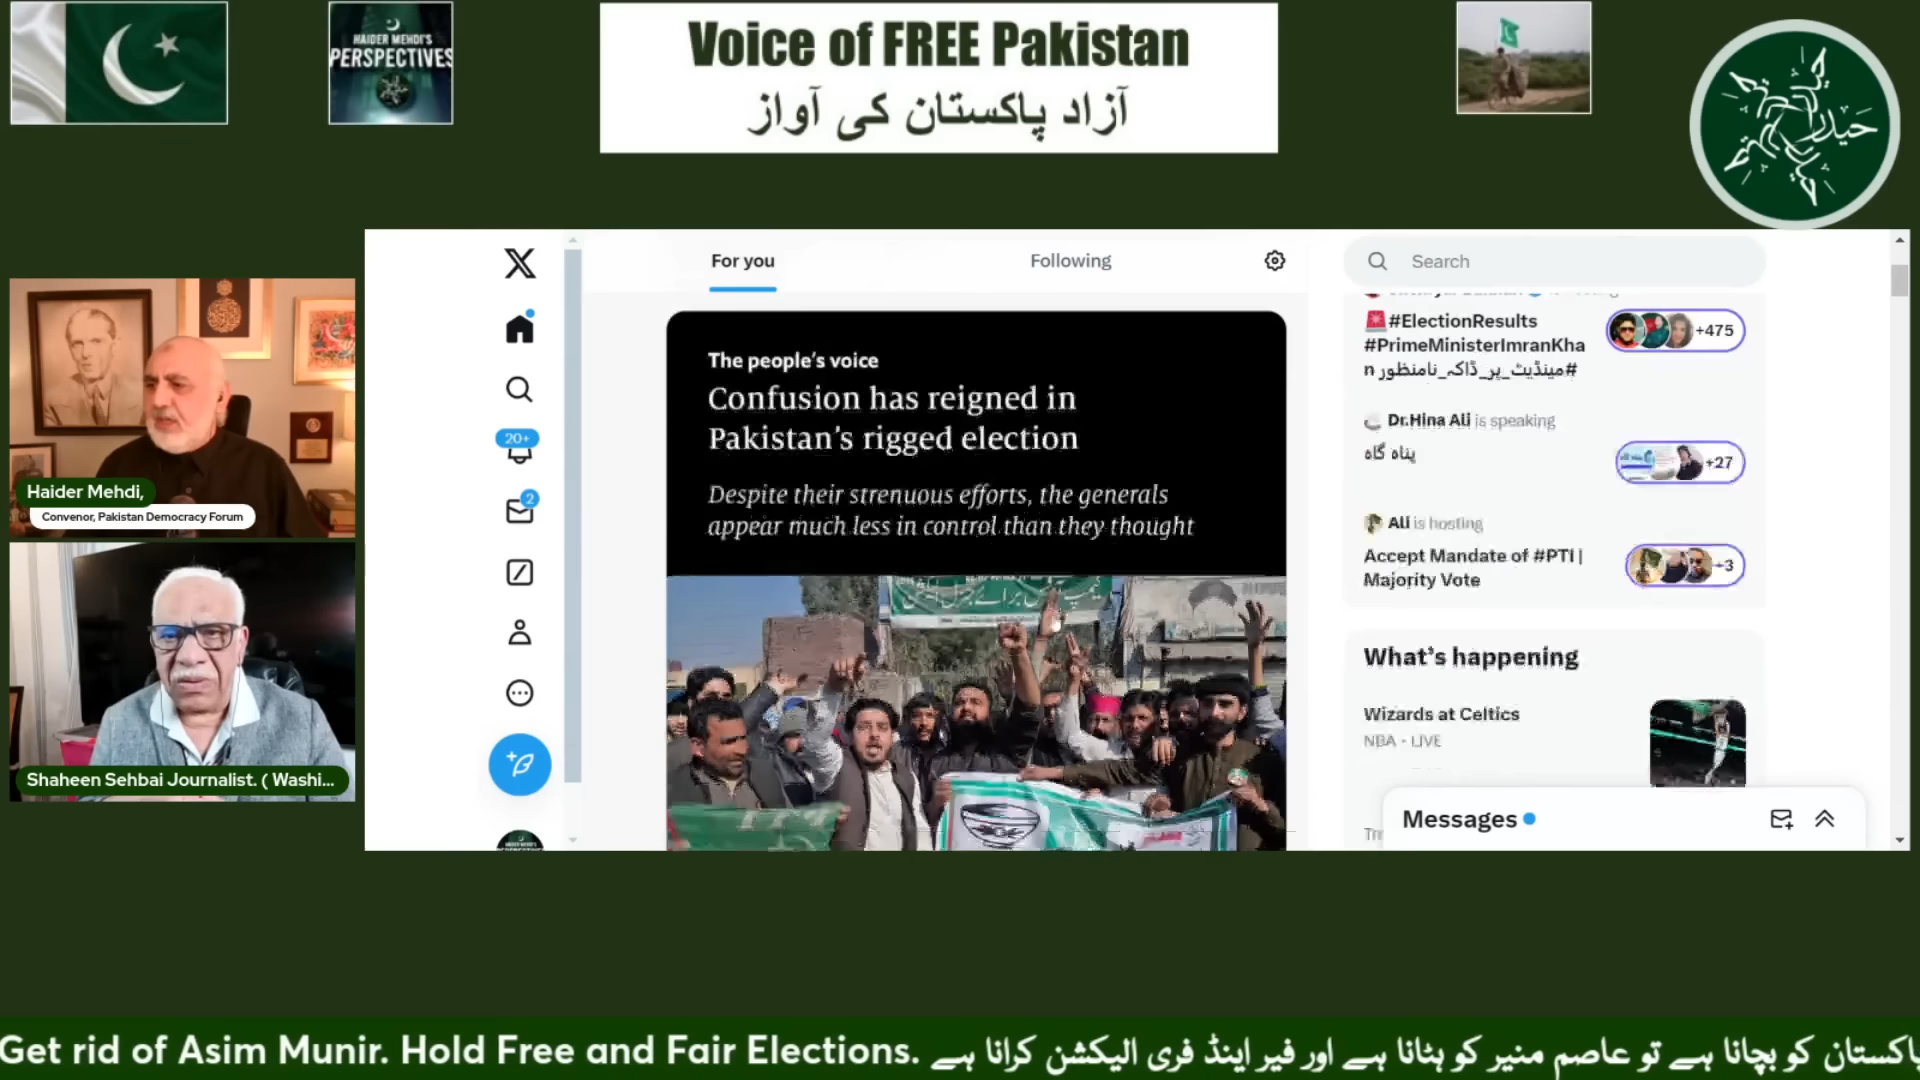 HAIDER MEHDI'S
PERSPECTIVES
Voice of FREE Pakistan
آزاد پاکستان کی آواز
حیدر
Haider Mehdi,
Convenor, Pakistan Democracy Forum
Shaheen Sehbai Journalist. ( Washi...
20+
2
For you
Following
The people's voice
Confusion has reigned in
Pakistan's rigged election
Despite their strenuous efforts, the generals
appear much less in control than they thought
Search
🚨#ElectionResults
#PrimeMinisterImranKha
n #مینڈیٹ_پر_ڈاکہ_نامنظور
+475
Dr.Hina Ali is speaking
پناہ گاہ
+27
Ali is hosting
Accept Mandate of #PTI |
Majority Vote
+3
What's happening
Wizards at Celtics
NBA · LIVE
Messages
Get rid of Asim Munir. Hold Free and Fair Elections. پاکستان کو بچانا ہے تو عاصم منیر کو ہٹانا ہے اور فیر اینڈ فری الیکشن کرانا ہے